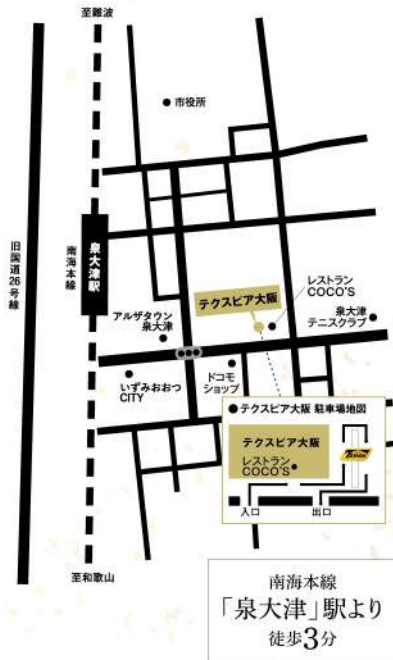 至難波
市役所
旧国道26号線
南海本線
泉大津駅
レストラン
COCO'S
テクスピア大阪
泉大津
テニスクラブ
アルザタウン
泉大津
いずみおおつ
CITY
ドコモ
ショップ
●テクスピア大阪 駐車場地図
テクスピア大阪
レストラン
COCO'S
入口
出口
至和歌山
南海本線
「泉大津」駅より
徒歩3分